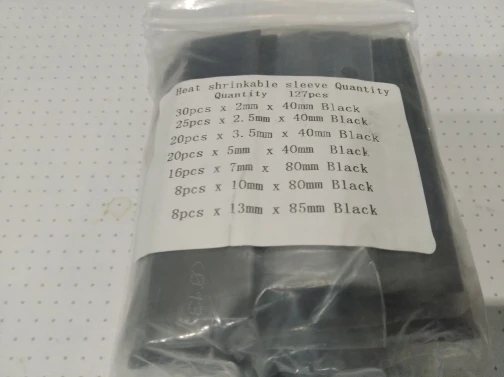 Heat shrinkable sleeve Quantity
Quantity 127pcs
30pcs x 2mm x 40mm Black
25pcs x 2.5mm x 40mm Black
20pcs x 3.5mm x 40mm Black
20pcs x 5mm x 40mm Black
16pcs x 7mm x 80mm Black
8pcs x 10mm x 80mm Black
8pcs x 13mm x 85mm Black